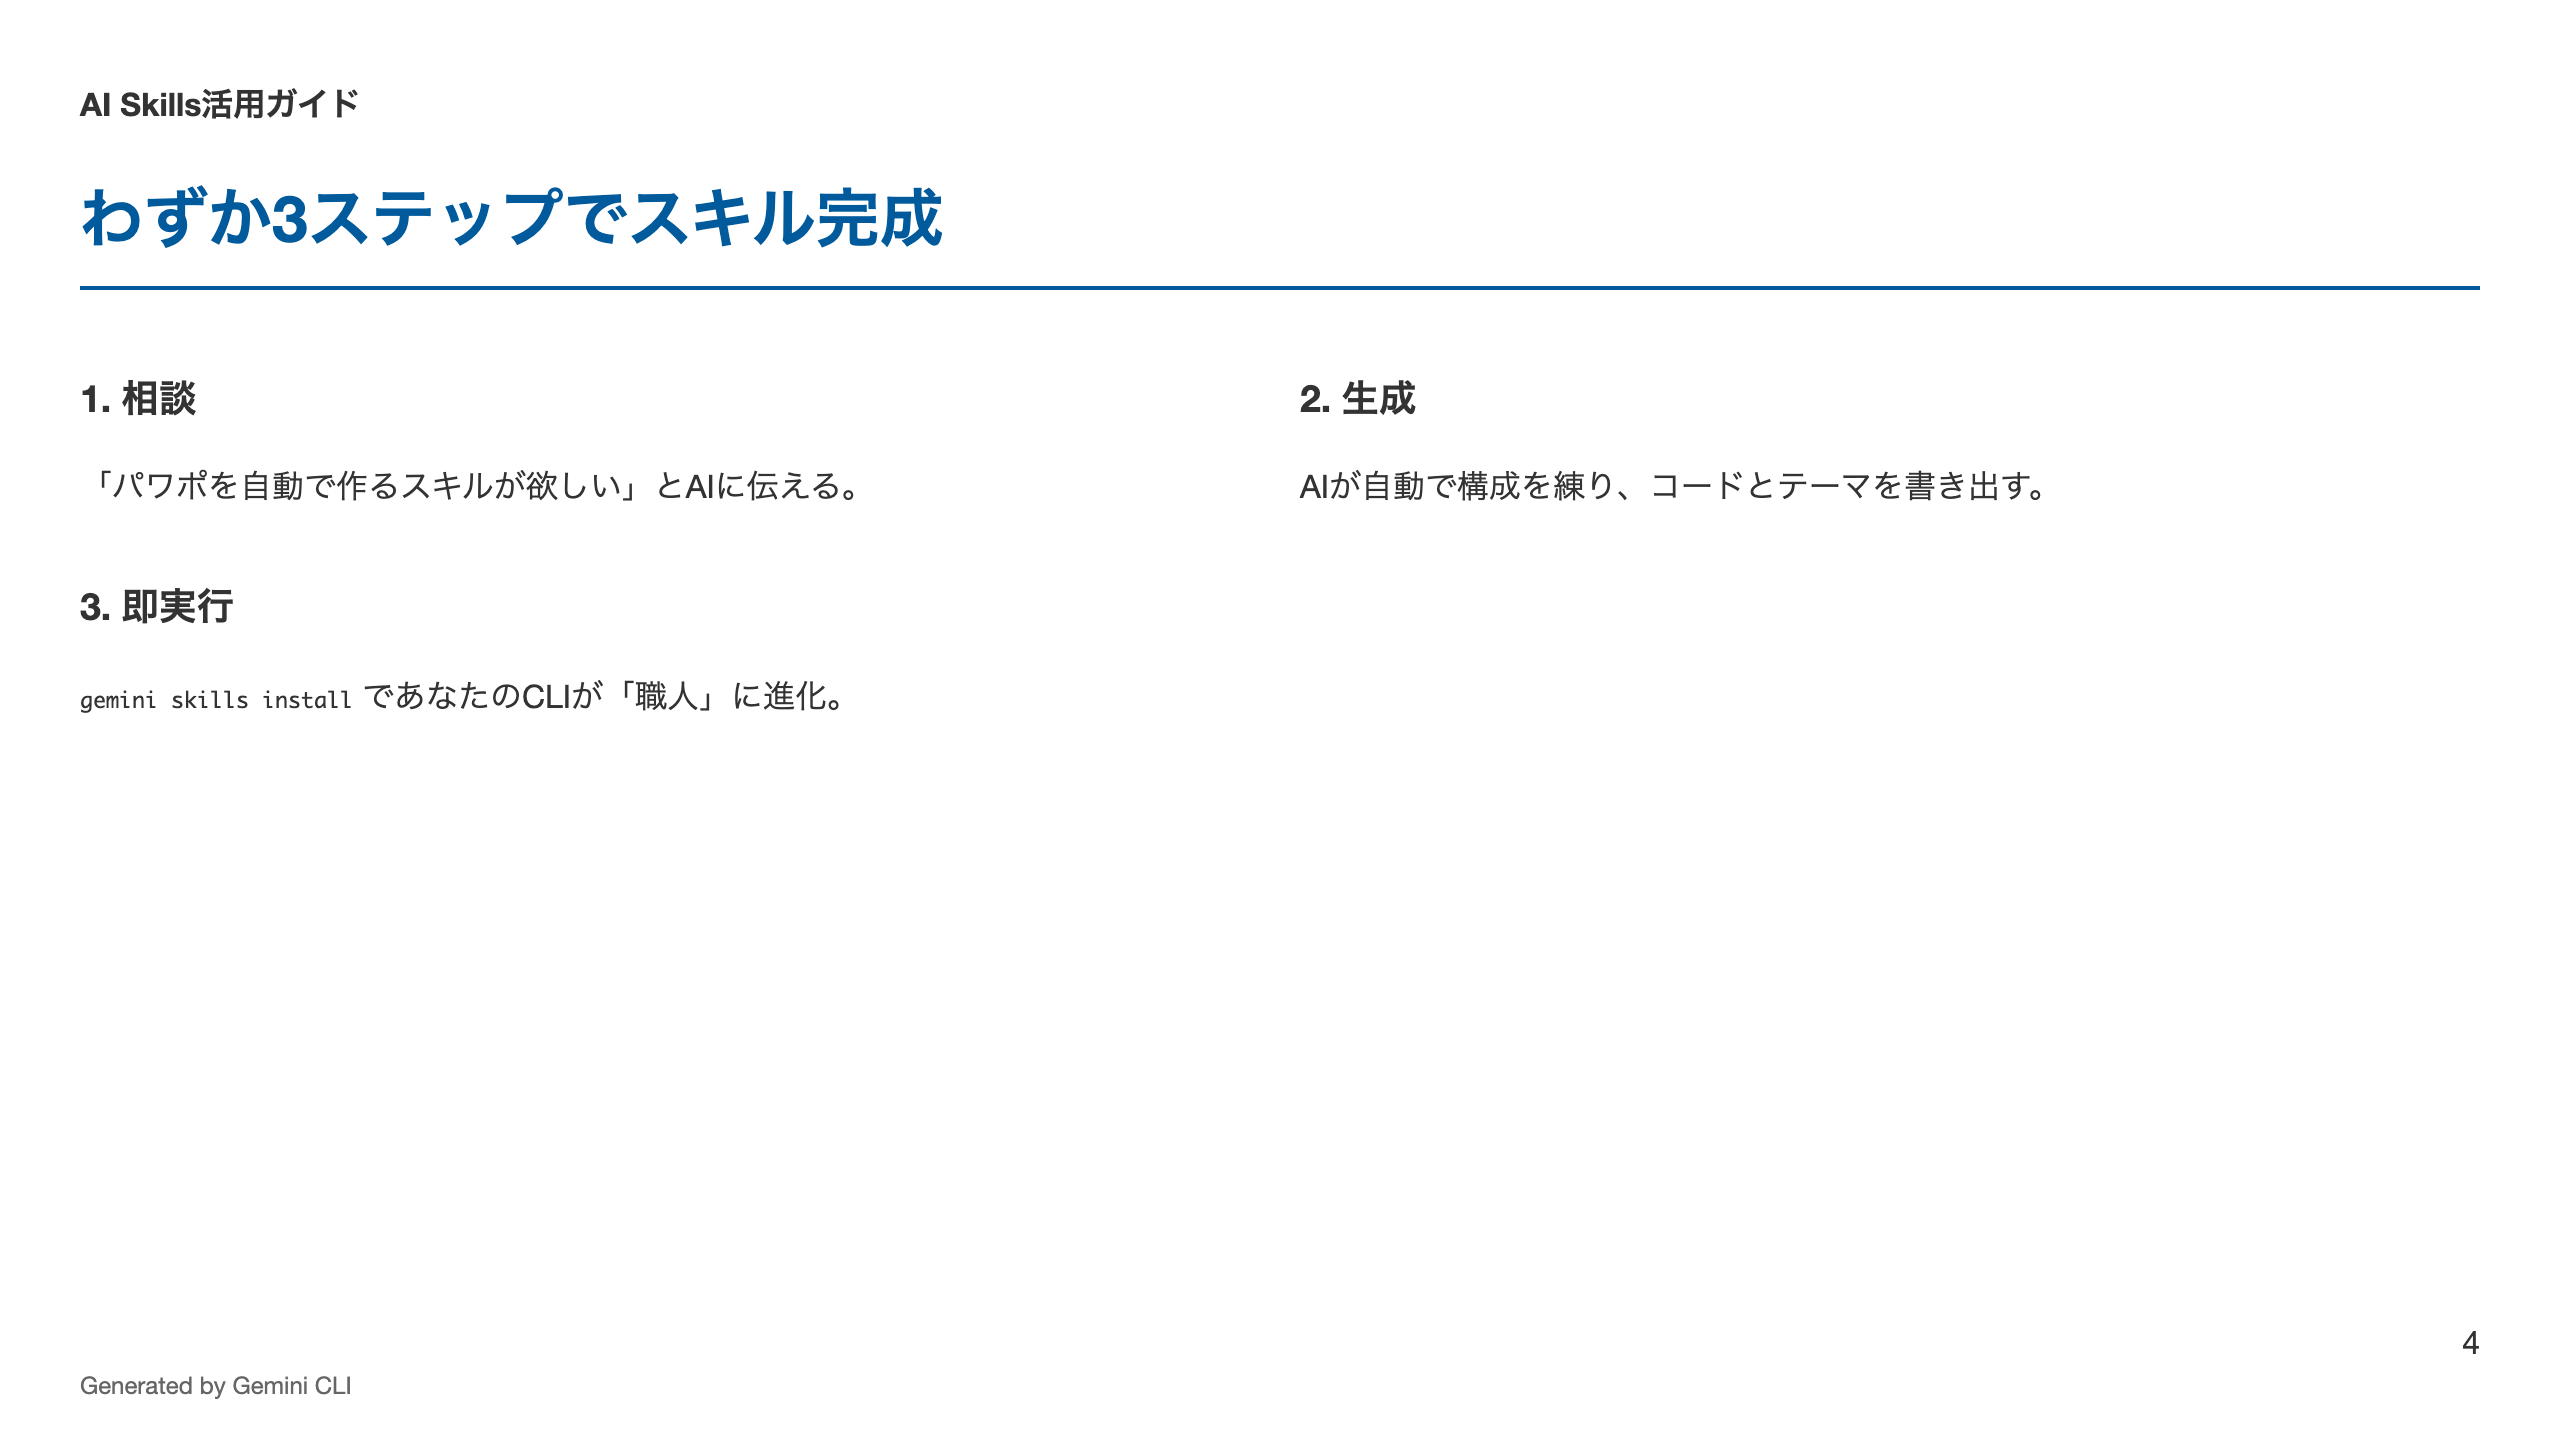 AI Skills活用ガイド
わずか3ステップでスキル完成
1. 相談
「パワポを自動で作るスキルが欲しい」とAIに伝える。
2. 生成
AIが自動で構成を練り、コードとテーマを書き出す。
3. 即実行
gemini skills install であなたのCLIが「職人」に進化。
4
Generated by Gemini CLI